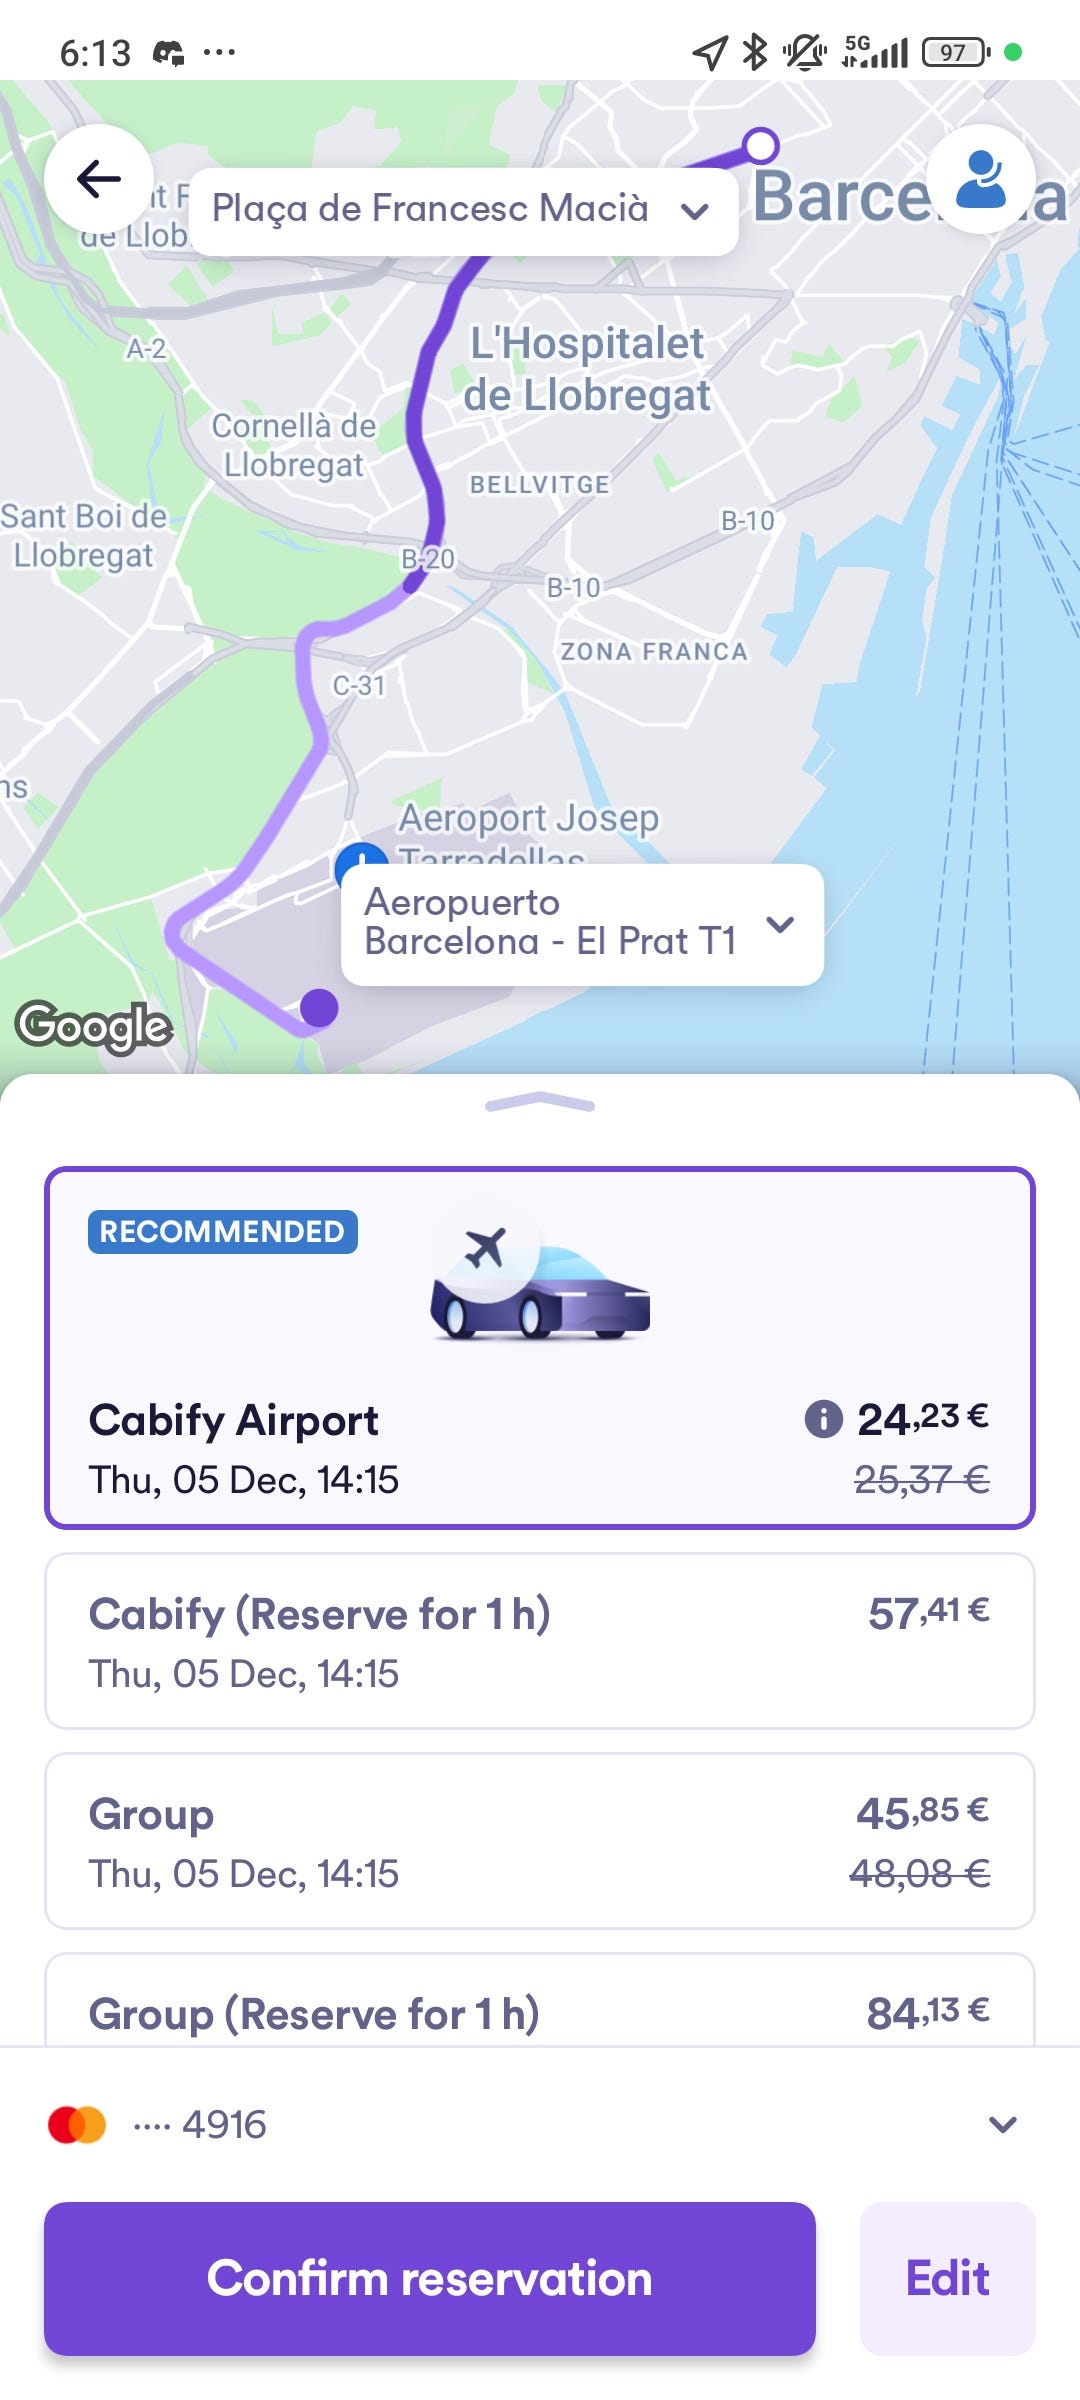 6:13
5G
97
Plaça de Francesc Macià
de Llob
Barce
A-2
L'Hospitalet
de Llobregat
Cornellà de
Llobregat
BELLVITGE
Sant Boi de
Llobregat
B-10
B-20
B-10
ZONA FRANCA
C-31
Aeroport Josep
Tarradellas
Aeropuerto
Barcelona - El Prat T1
Google
RECOMMENDED
Cabify Airport
24,23 €
Thu, 05 Dec, 14:15
25,37 €
Cabify (Reserve for 1 h)
57,41 €
Thu, 05 Dec, 14:15
Group
45,85 €
Thu, 05 Dec, 14:15
48,08 €
Group (Reserve for 1 h)
84,13 €
···· 4916
Confirm reservation
Edit